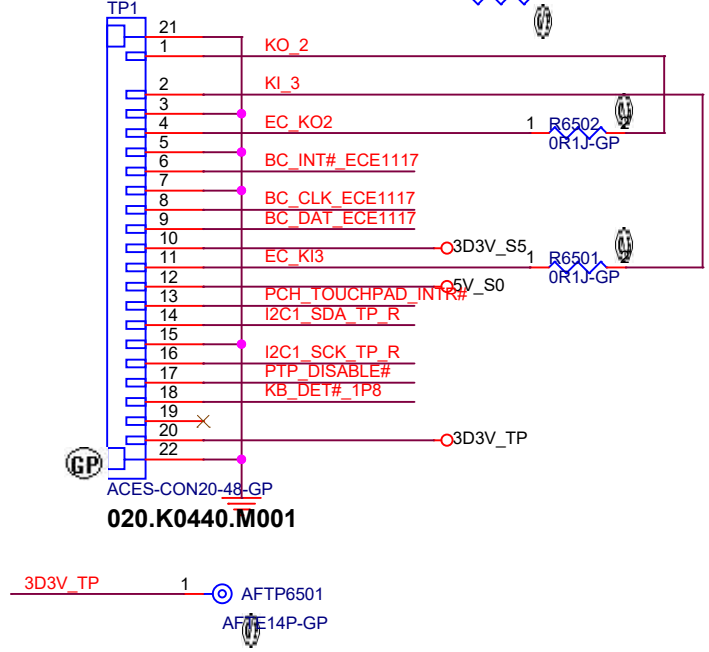 TP1
21
1 KO_2
2 KI_3
3
4 EC_KO2 1 R6502 2
0R1J-GP
5
6 BC_INT#_ECE1117
7
8 BC_CLK_ECE1117
9 BC_DAT_ECE1117
10 3D3V_S5
11 EC_KI3 1 R6501 2
0R1J-GP
12 5V_S0
13 PCH_TOUCHPAD_INTR#
14 I2C1_SDA_TP_R
15
16 I2C1_SCK_TP_R
17 PTP_DISABLE#
18 KB_DET#_1P8
19
20 3D3V_TP
22
GP
ACES-CON20-48-GP
020.K0440.M001
3D3V_TP 1 AFTP6501
AFTE14P-GP